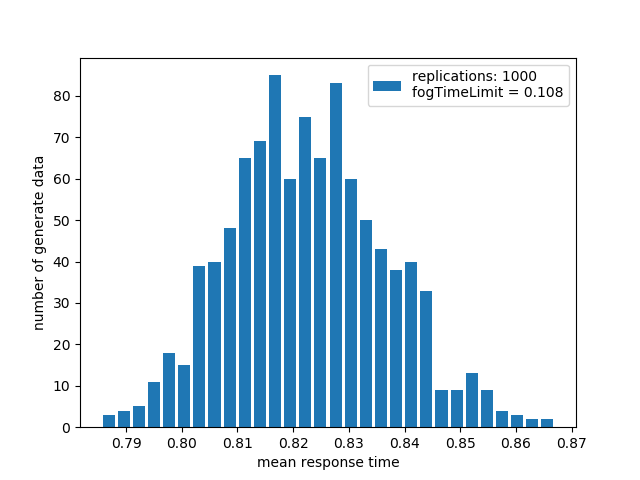 replications: 1000
fogTimeLimit = 0.108
number of generate data
80
70
60
50
40
30
20
10
0
0.79 0.80 0.81 0.82 0.83 0.84 0.85 0.86 0.87
mean response time